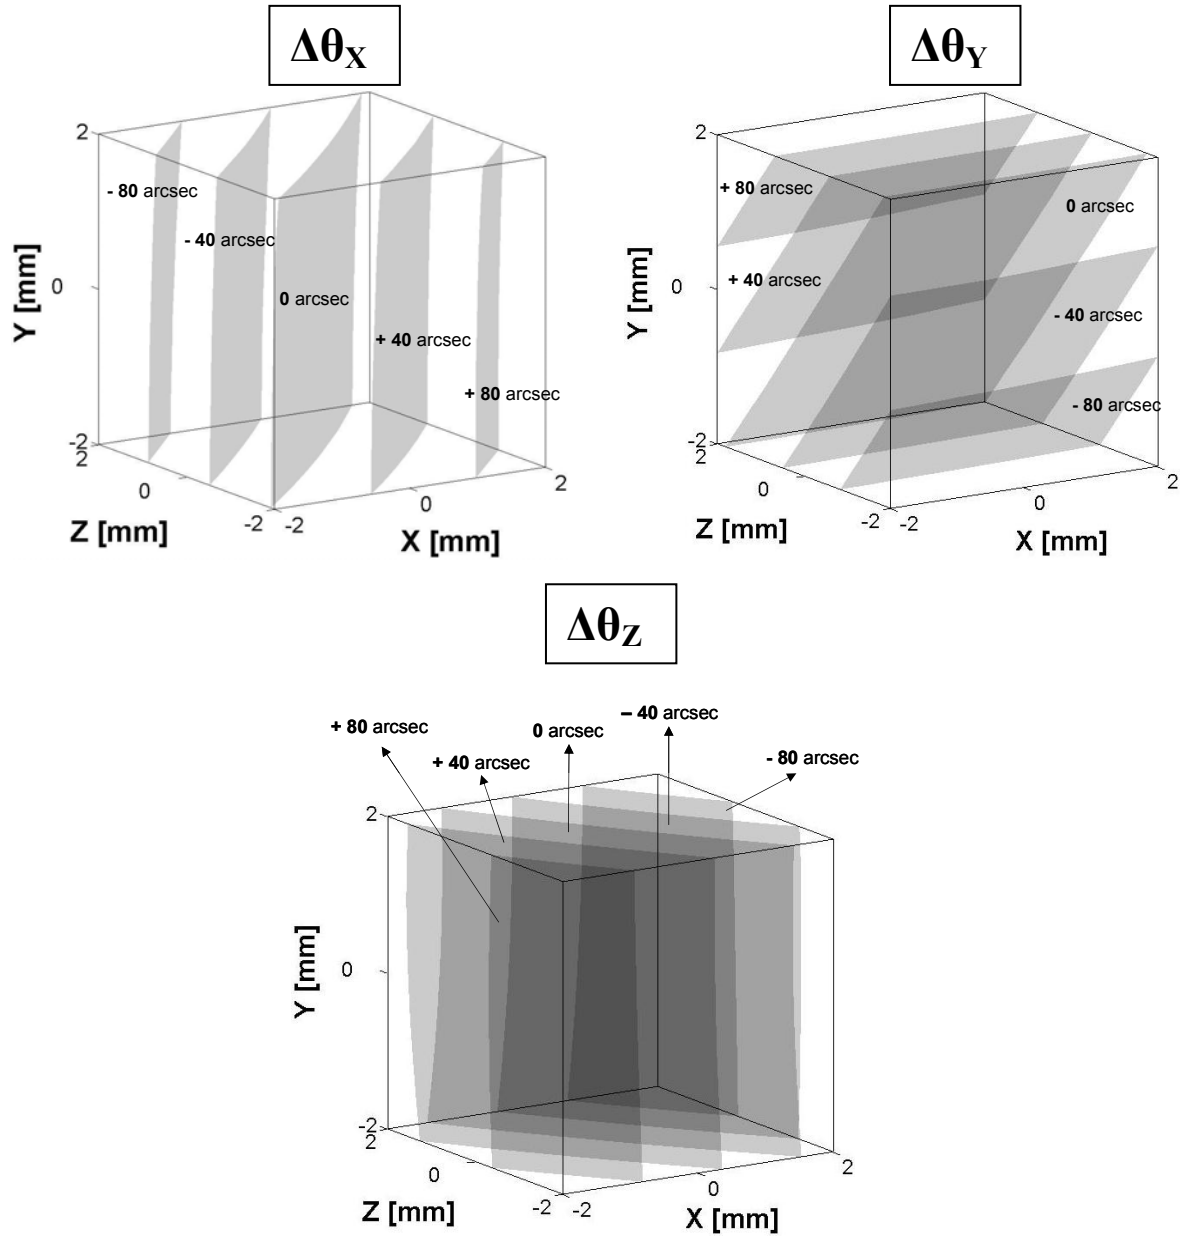 ΔθX
ΔθY
2
- 80 arcsec
- 40 arcsec
0 arcsec
+ 40 arcsec
+ 80 arcsec
0
Y [mm]
-2
2
0
-2
-2
0
2
Z [mm]
X [mm]
2
+ 80 arcsec
0 arcsec
+ 40 arcsec
- 40 arcsec
- 80 arcsec
0
Y [mm]
-2
2
0
-2
-2
0
2
Z [mm]
X [mm]
ΔθZ
+ 80 arcsec
+ 40 arcsec
0 arcsec
– 40 arcsec
- 80 arcsec
2
0
Y [mm]
-2
2
0
-2
-2
0
2
Z [mm]
X [mm]